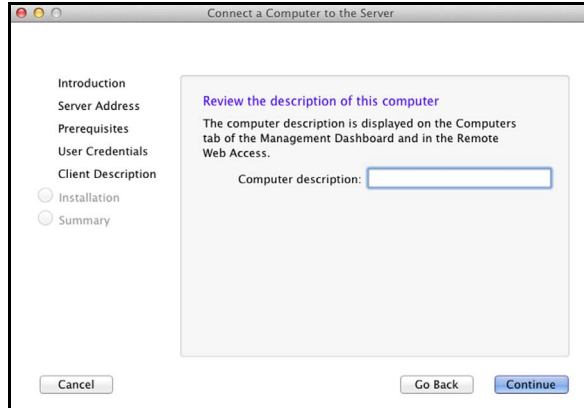 Connect a Computer to the Server
Introduction
Server Address
Prerequisites
User Credentials
Client Description
Installation
Summary
Review the description of this computer
The computer description is displayed on the Computers
tab of the Management Dashboard and in the Remote
Web Access.
Computer description:
Cancel
Go Back
Continue